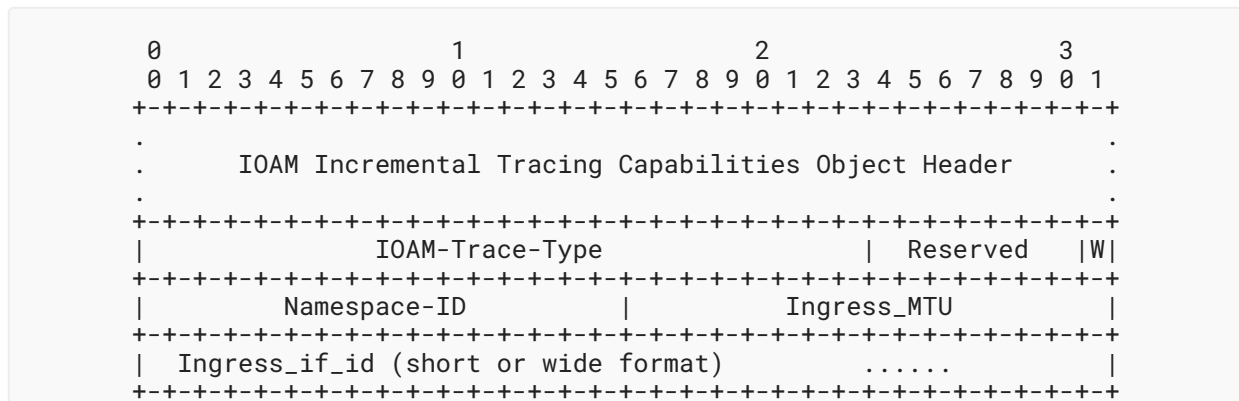 0                   1                   2                   3
 0 1 2 3 4 5 6 7 8 9 0 1 2 3 4 5 6 7 8 9 0 1 2 3 4 5 6 7 8 9 0 1
+-+-+-+-+-+-+-+-+-+-+-+-+-+-+-+-+-+-+-+-+-+-+-+-+-+-+-+-+-+-+-+-+
.                                                               .
.      IOAM Incremental Tracing Capabilities Object Header      .
.                                                               .
+-+-+-+-+-+-+-+-+-+-+-+-+-+-+-+-+-+-+-+-+-+-+-+-+-+-+-+-+-+-+-+-+
|               IOAM-Trace-Type                 |  Reserved   |W|
+-+-+-+-+-+-+-+-+-+-+-+-+-+-+-+-+-+-+-+-+-+-+-+-+-+-+-+-+-+-+-+-+
|         Namespace-ID          |          Ingress_MTU          |
+-+-+-+-+-+-+-+-+-+-+-+-+-+-+-+-+-+-+-+-+-+-+-+-+-+-+-+-+-+-+-+-+
|  Ingress_if_id (short or wide format)         ......          |
+-+-+-+-+-+-+-+-+-+-+-+-+-+-+-+-+-+-+-+-+-+-+-+-+-+-+-+-+-+-+-+-+